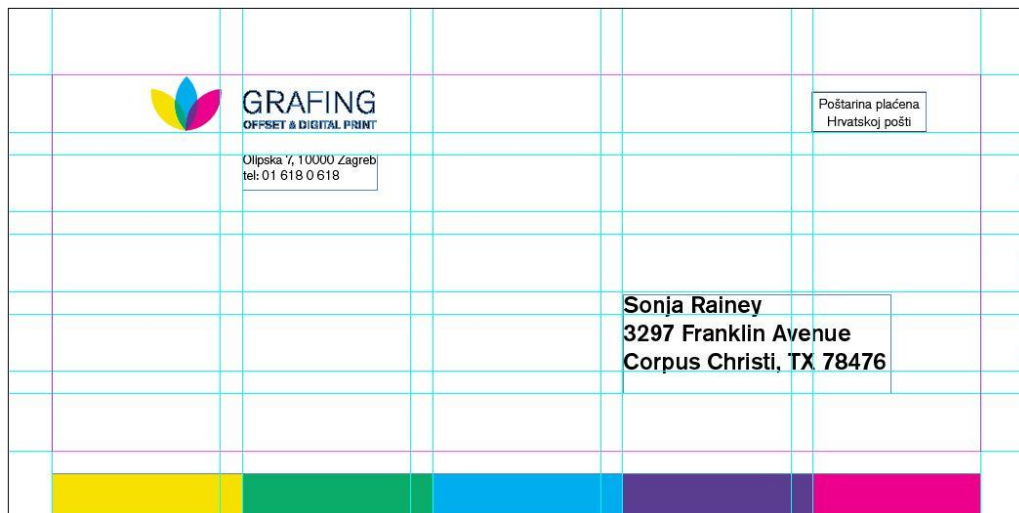 GRAFING
OFFSET & DIGITAL PRINT
Olipska 7, 10000 Zagreb
tel: 01 618 0 618
Poštarina plaćena
Hrvatskoj pošti
Sonja Rainey
3297 Franklin Avenue
Corpus Christi, TX 78476